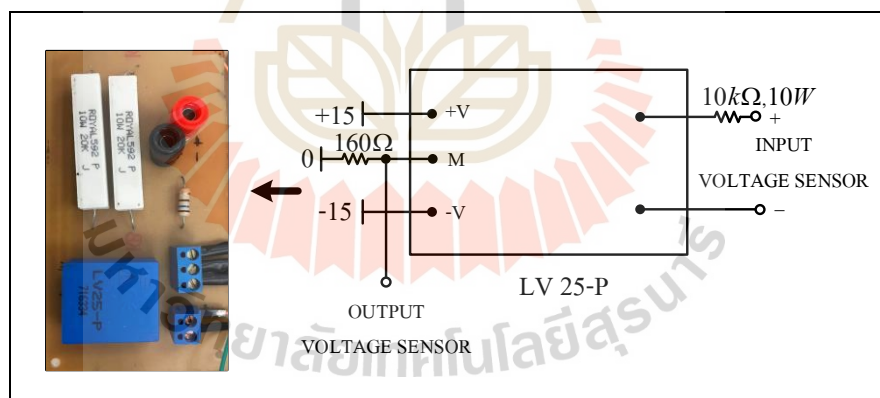 ROYAL592 P
10W 20K J
ROYAL592 P
10W 20K J
LV25-P
+15
+V
0
160Ω
M
-15
-V
OUTPUT
VOLTAGE SENSOR
LV 25-P
10kΩ,10W
+
INPUT
VOLTAGE SENSOR
−
มหาวิทยาลัยเทคโนโลยีสุรนารี